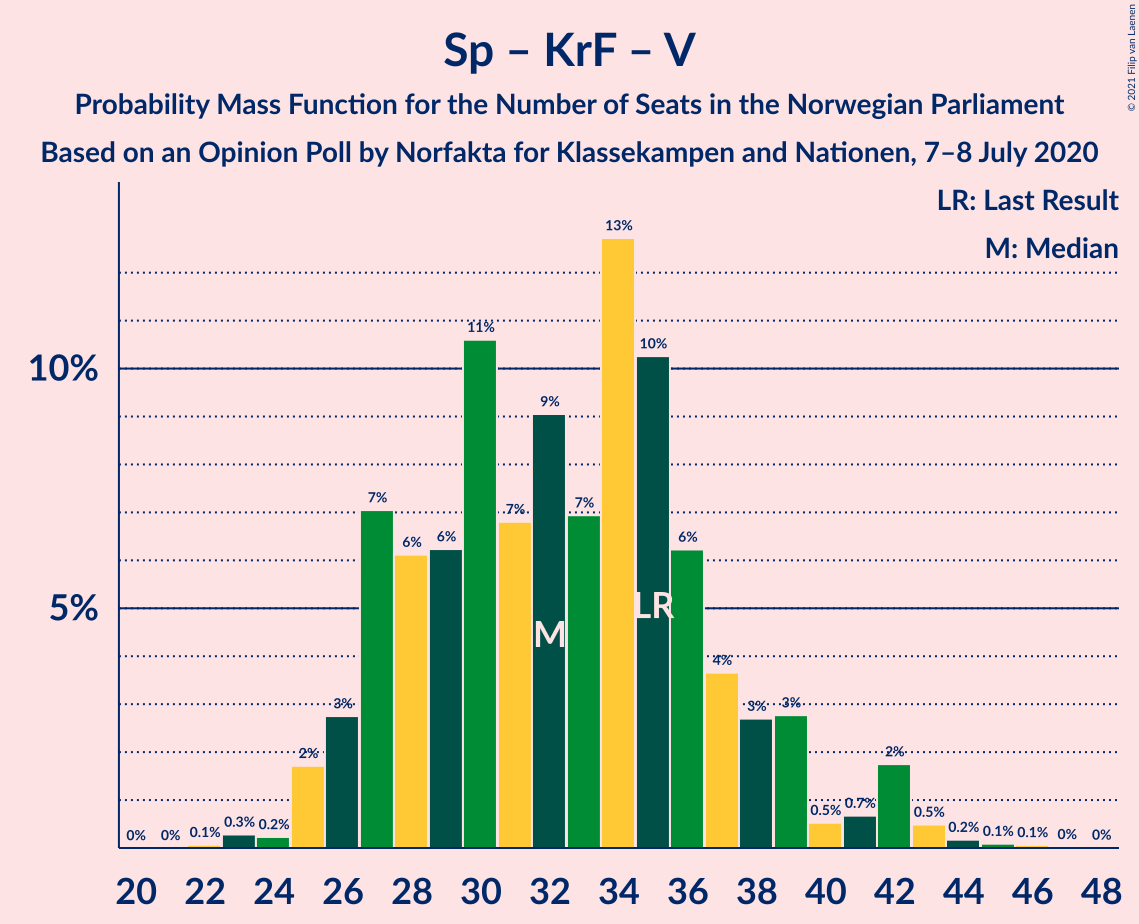 Sp – KrF – V
Probability Mass Function for the Number of Seats in the Norwegian Parliament
Based on an Opinion Poll by Norfakta for Klassekampen and Nationen, 7–8 July 2020
© 2021 Filip van Laenen
LR: Last Result
M: Median
10%
5%
0% 0% 0.1% 0.3% 0.2% 2% 3% 7% 6% 6% 11% 7% 9% 7% 13% 10% 6% 4% 3% 3% 0.5% 0.7% 2% 0.5% 0.2% 0.1% 0.1% 0% 0%
M LR
20 22 24 26 28 30 32 34 36 38 40 42 44 46 48